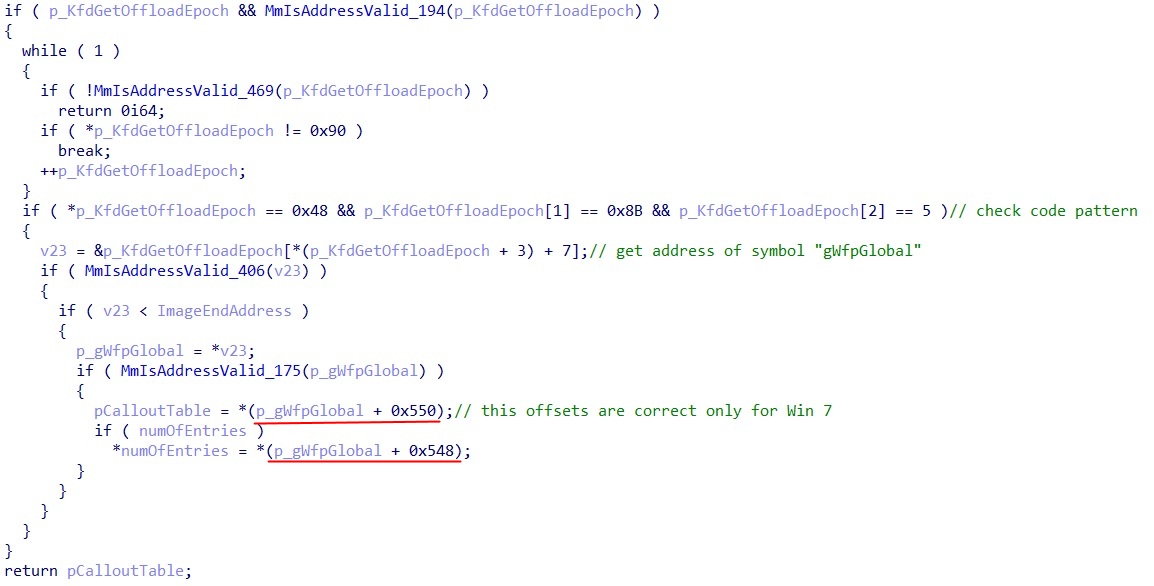 if ( p_KfdGetOffloadEpoch && MmIsAddressValid_194(p_KfdGetOffloadEpoch) )
{
  while ( 1 )
  {
    if ( !MmIsAddressValid_469(p_KfdGetOffloadEpoch) )
      return 0i64;
    if ( *p_KfdGetOffloadEpoch != 0x90 )
      break;
    ++p_KfdGetOffloadEpoch;
  }
  if ( *p_KfdGetOffloadEpoch == 0x48 && p_KfdGetOffloadEpoch[1] == 0x8B && p_KfdGetOffloadEpoch[2] == 5 )// check code pattern
  {
    v23 = &p_KfdGetOffloadEpoch[*(p_KfdGetOffloadEpoch + 3) + 7];// get address of symbol "gWfpGlobal"
    if ( MmIsAddressValid_406(v23) )
    {
      if ( v23 < ImageEndAddress )
      {
        p_gWfpGlobal = *v23;
        if ( MmIsAddressValid_175(p_gWfpGlobal) )
        {
          pCalloutTable = *(p_gWfpGlobal + 0x550);// this offsets are correct only for Win 7
          if ( numOfEntries )
            *numOfEntries = *(p_gWfpGlobal + 0x548);
        }
      }
    }
  }
}
return pCalloutTable;